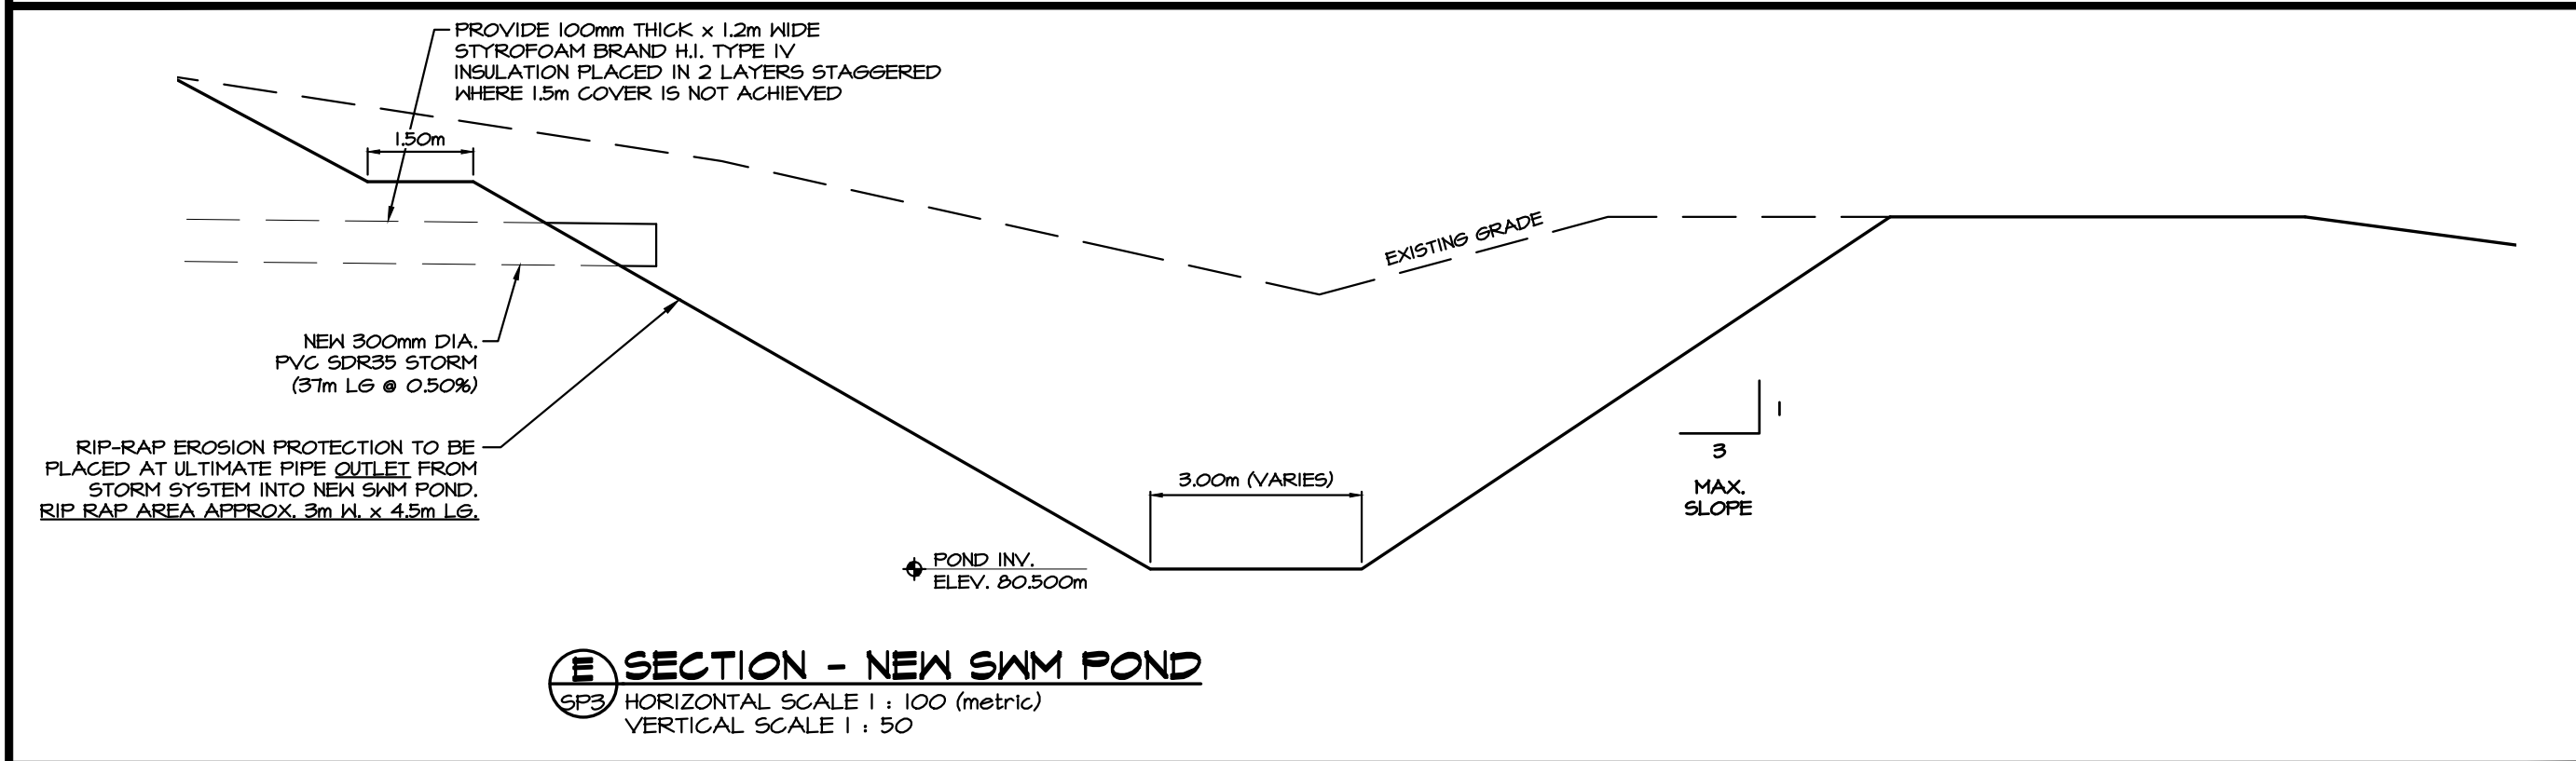 PROVIDE 100mm THICK x 1.2m WIDE
STYROFOAM BRAND H.I. TYPE IV
INSULATION PLACED IN 2 LAYERS STAGGERED
WHERE 1.5m COVER IS NOT ACHIEVED
1.50m
EXISTING GRADE
NEW 300mm DIA.
PVC SDR35 STORM
(37m LG @ 0.50%)
RIP-RAP EROSION PROTECTION TO BE
PLACED AT ULTIMATE PIPE OUTLET FROM
STORM SYSTEM INTO NEW SWM POND.
RIP RAP AREA APPROX. 3m W. x 4.5m LG.
1
3
MAX.
SLOPE
3.00m (VARIES)
POND INV.
ELEV. 80.500m
E
SP3
SECTION - NEW SWM POND
HORIZONTAL SCALE 1 : 100 (metric)
VERTICAL SCALE 1 : 50